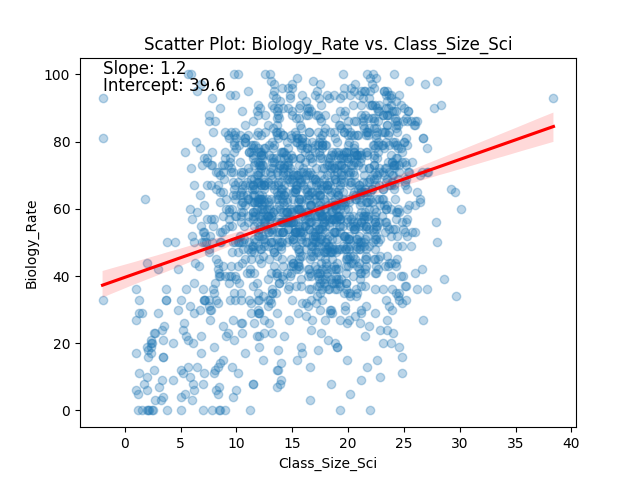 Scatter Plot: Biology_Rate vs. Class_Size_Sci
Slope: 1.2
Intercept: 39.6
100
80
60
40
20
0
Biology_Rate
0 5 10 15 20 25 30 35 40
Class_Size_Sci